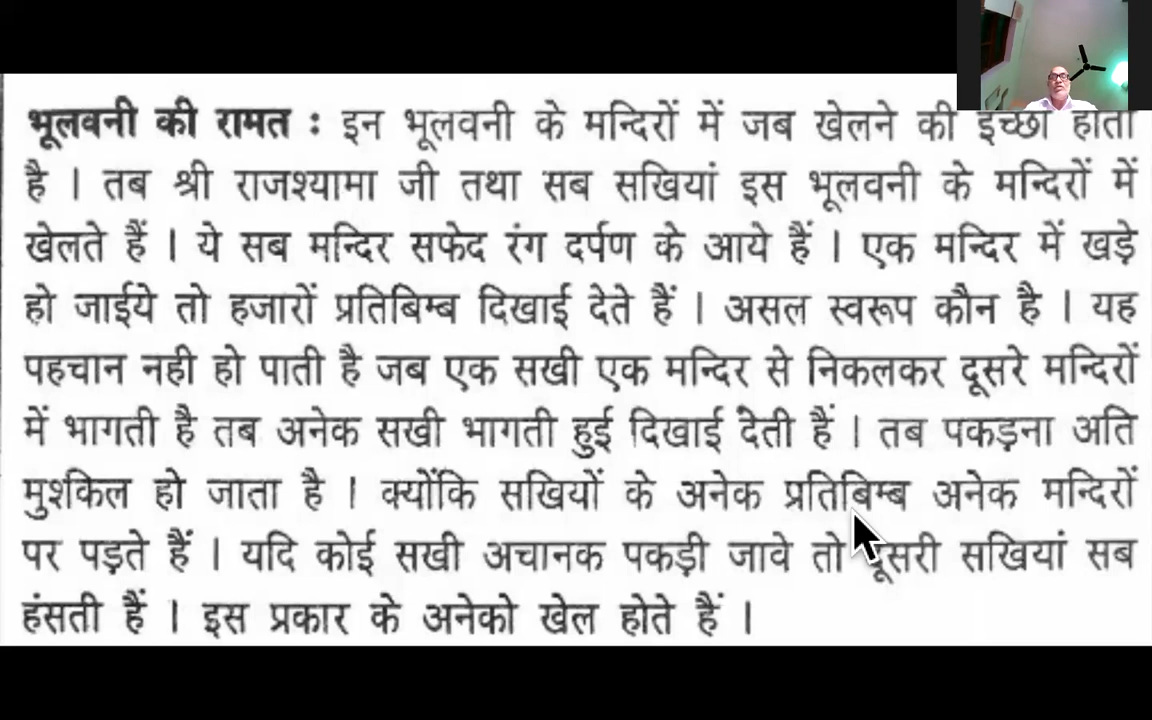 भूलवनी की रामत : इन भूलवनी के मन्दिरों में जब खेलने की इच्छा होती
है । तब श्री राजश्यामा जी तथा सब सखियां इस भूलवनी के मन्दिरों में
खेलते हैं । ये सब मन्दिर सफेद रंग दर्पण के आये हैं । एक मन्दिर में खड़े
हो जाईये तो हजारों प्रतिबिम्ब दिखाई देते हैं । असल स्वरूप कौन है । यह
पहचान नही हो पाती है जब एक सखी एक मन्दिर से निकलकर दूसरे मन्दिरों
में भागती है तब अनेक सखी भागती हुई दिखाई देती हैं । तब पकड़ना अति
मुश्किल हो जाता है । क्योंकि सखियों के अनेक प्रतिबिम्ब अनेक मन्दिरों
पर पड़ते हैं । यदि कोई सखी अचानक पकड़ी जावे तो दूसरी सखियां सब
हंसती हैं । इस प्रकार के अनेको खेल होते हैं ।